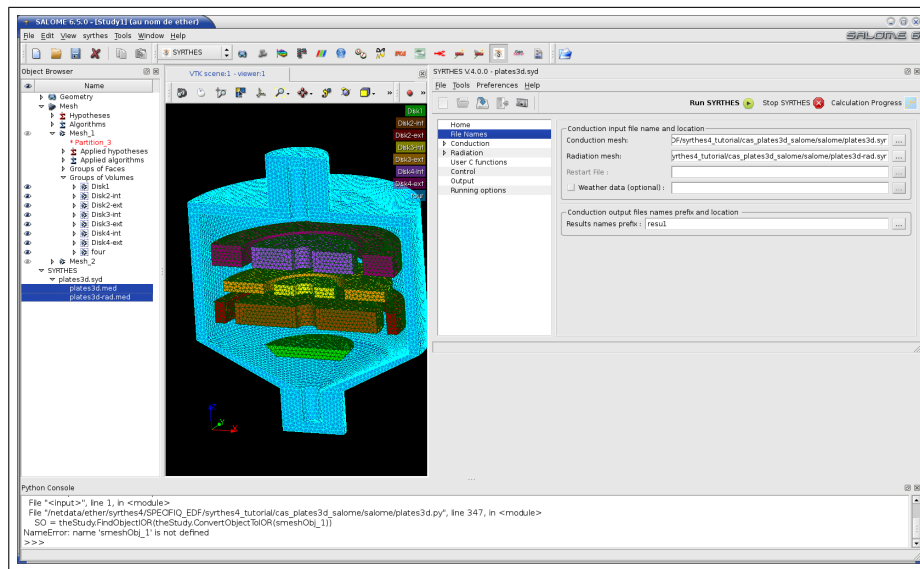 SALOME 6.5.0 - [Study1] (au nom de ether)
File Edit View syrthes Tools Window Help
SALOME 6
SYRTHES
Object Browser
Name
Geometry
Mesh
Hypotheses
Algorithms
Mesh_1
*Partition_3
Applied hypotheses
Applied algorithms
Groups of Faces
Groups of Volumes
Disk1
Disk2-int
Disk2-ext
Disk3-int
Disk3-ext
Disk4-int
Disk4-ext
four
Mesh_2
SYRTHES
plates3d.syd
plates3d.med
plates3d-rad.med
VTK scene:1 - viewer:1
Disk1
Disk2-int
Disk2-ext
Disk3-int
Disk3-ext
Disk4-int
Disk4-ext
four
Z
Y
X
SYRTHES V.4.0.0 - plates3d.syd
File Tools Preferences Help
Run SYRTHES Stop SYRTHES Calculation Progress
Home
File Names
Conduction
Radiation
User C functions
Control
Output
Running options
Conduction input file name and location
Conduction mesh: DF/syrthes4_tutorial/cas_plates3d_salome/salome/plates3d.syr ...
Radiation mesh: yrthes4_tutorial/cas_plates3d_salome/salome/plates3d-rad.syr ...
Restart File : ...
Weather data (optional) : ...
Conduction output files names prefix and location
Results names prefix : resu1 ...
Python Console
File "<input>", line 1, in <module>
File "/netdata/ether/syrthes4/SPECIFIQ_EDF/syrthes4_tutorial/cas_plates3d_salome/salome/plates3d.py", line 347, in <module>
SO = theStudy.FindObjectIOR(theStudy.ConvertObjectToIOR(smeshObj_1))
NameError: name 'smeshObj_1' is not defined
>>>